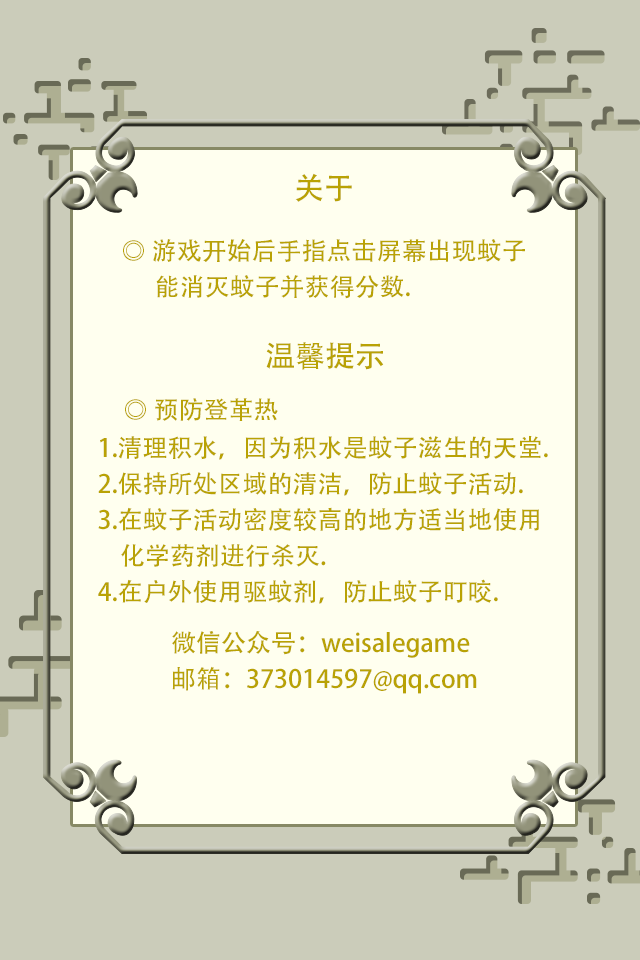 关于
◎ 游戏开始后手指点击屏幕出现蚊子
能消灭蚊子并获得分数.
温馨提示
◎ 预防登革热
1.清理积水，因为积水是蚊子滋生的天堂.
2.保持所处区域的清洁，防止蚊子活动.
3.在蚊子活动密度较高的地方适当地使用
化学药剂进行杀灭.
4.在户外使用驱蚊剂，防止蚊子叮咬.
微信公众号：weisalegame
邮箱：373014597@qq.com